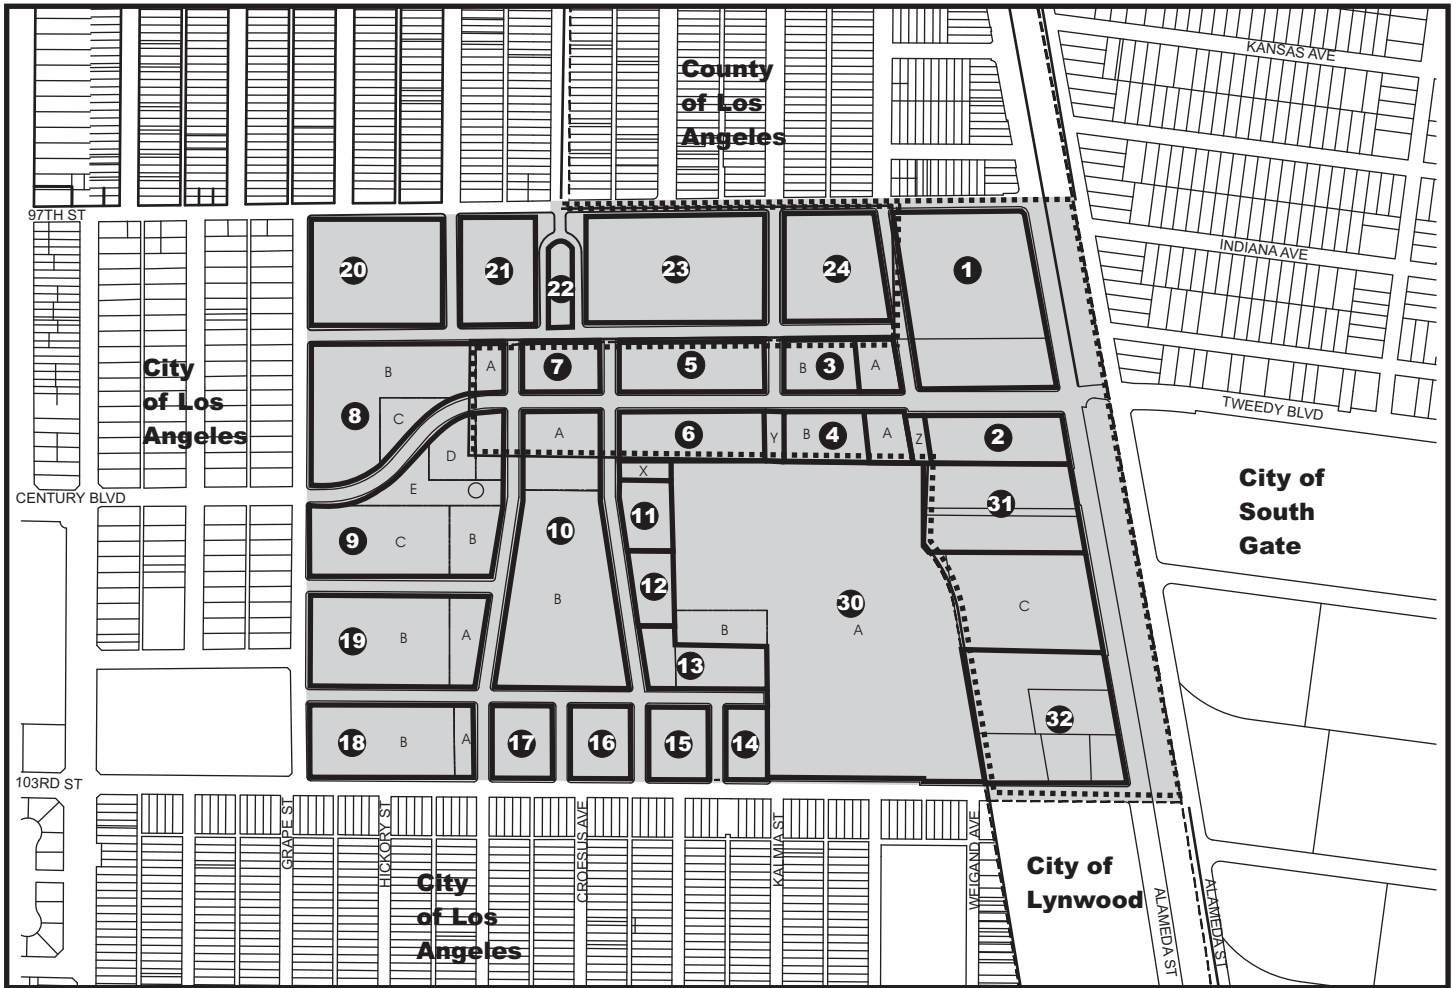 KANSAS AVE
County
of Los
Angeles
97TH ST
INDIANA AVE
20
21
22
23
24
1
City
of Los
Angeles
B
A
7
5
B
3
A
8
C
TWEEDY BLVD
A
6
Y
B
4
A
Z
2
D
E
X
CENTURY BLVD
City of
South
Gate
9
C
B
10
11
31
B
12
30
A
C
19
B
A
B
13
18
B
A
17
16
15
14
32
103RD ST
GRAPE ST
HICKORY ST
CROESUS AVE
KALMIA ST
WEIGAND AVE
City
of Los
Angeles
City of
Lynwood
ALAMEDA ST
ALAMEDA ST